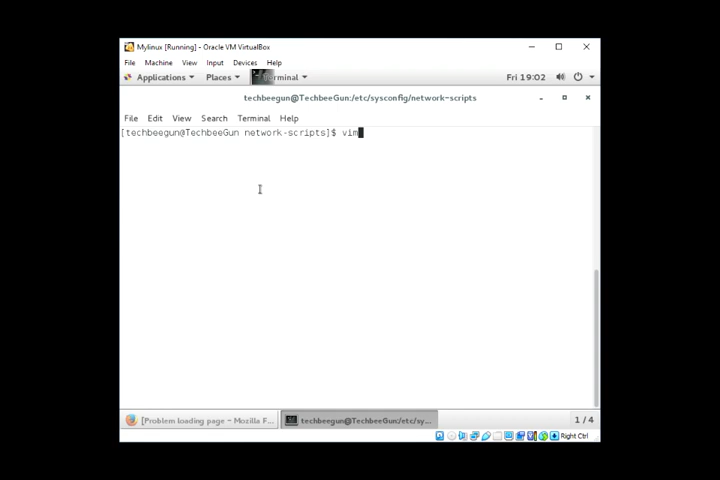 Mylinux [Running] - Oracle VM VirtualBox
File Machine View Input Devices Help
Applications Places Terminal Fri 19:02
techbeegun@TechbeeGun:/etc/sysconfig/network-scripts
File Edit View Search Terminal Help
[techbeegun@TechbeeGun network-scripts]$ vim
[Problem loading page - Mozilla F... techbeegun@TechbeeGun:/etc/sy... 1 / 4
Right Ctrl